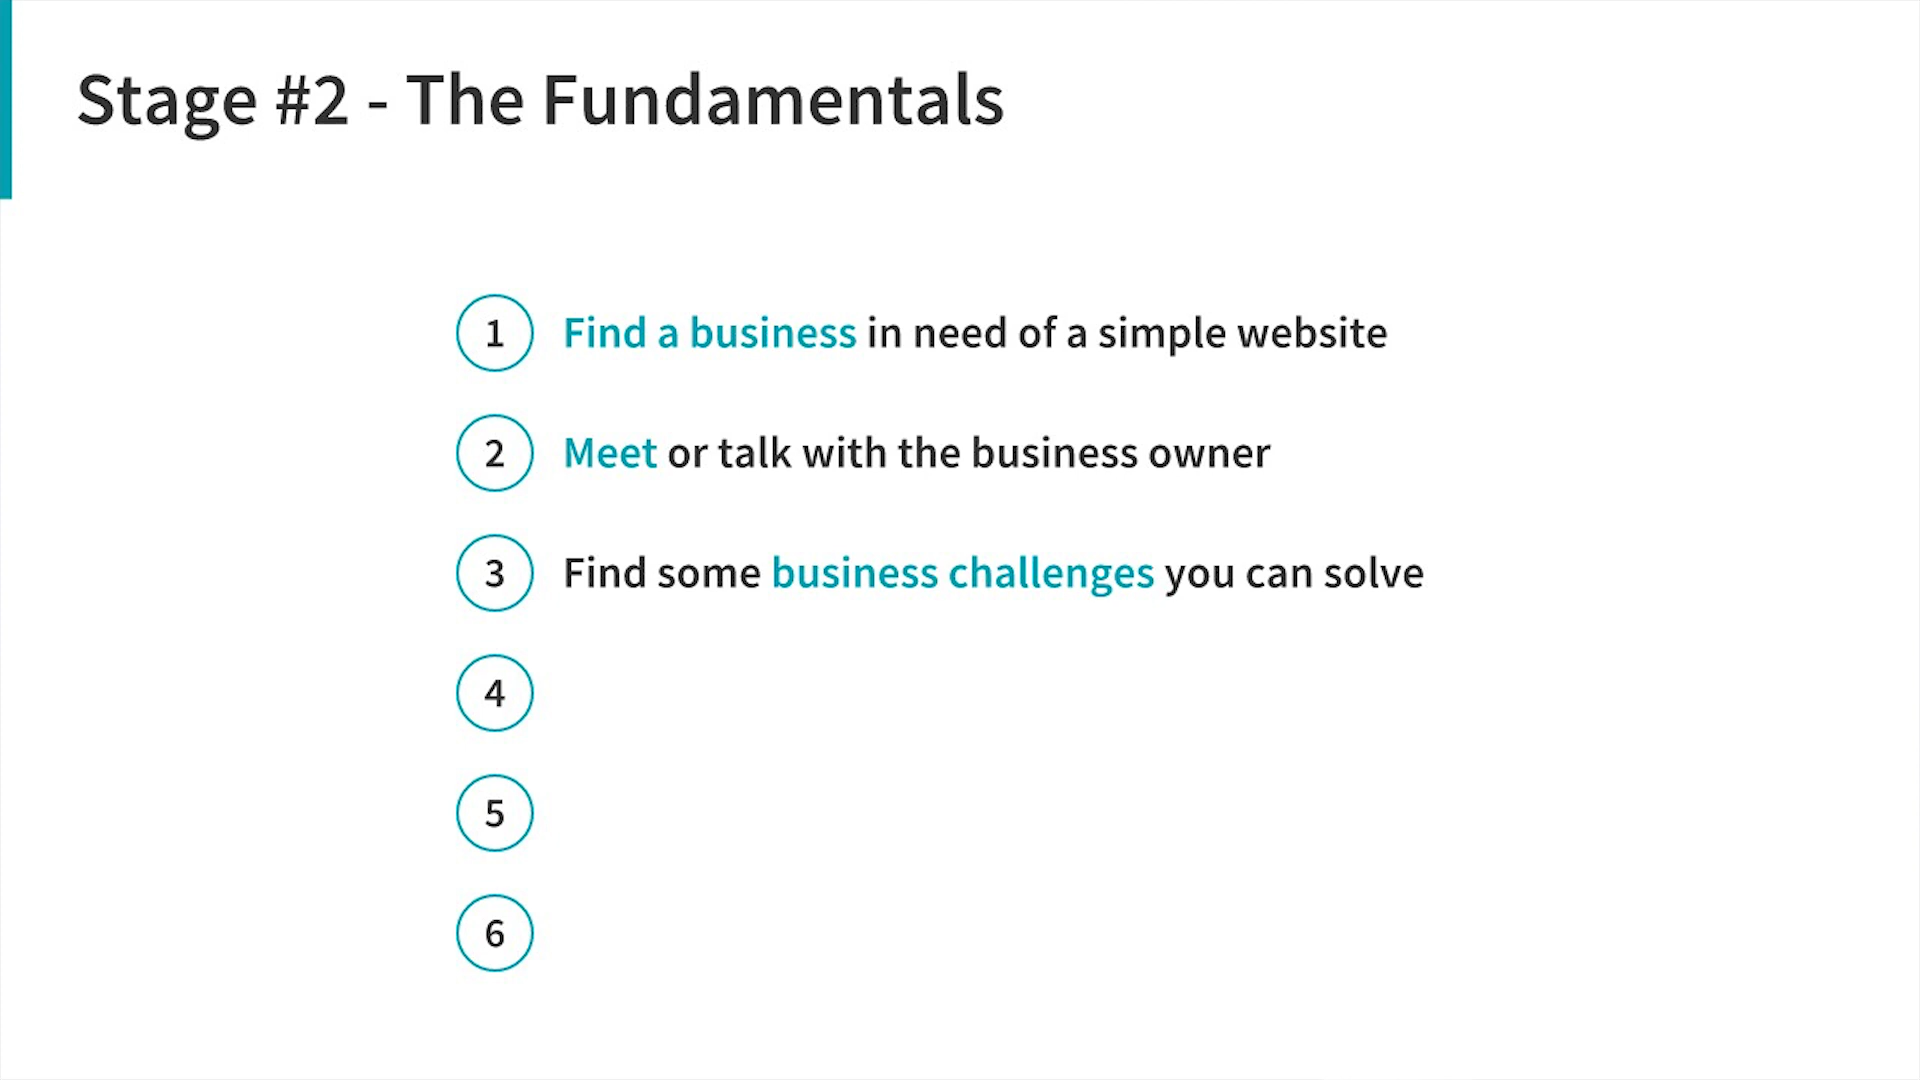 Stage #2 - The Fundamentals
1 Find a business in need of a simple website
2 Meet or talk with the business owner
3 Find some business challenges you can solve
4
5
6